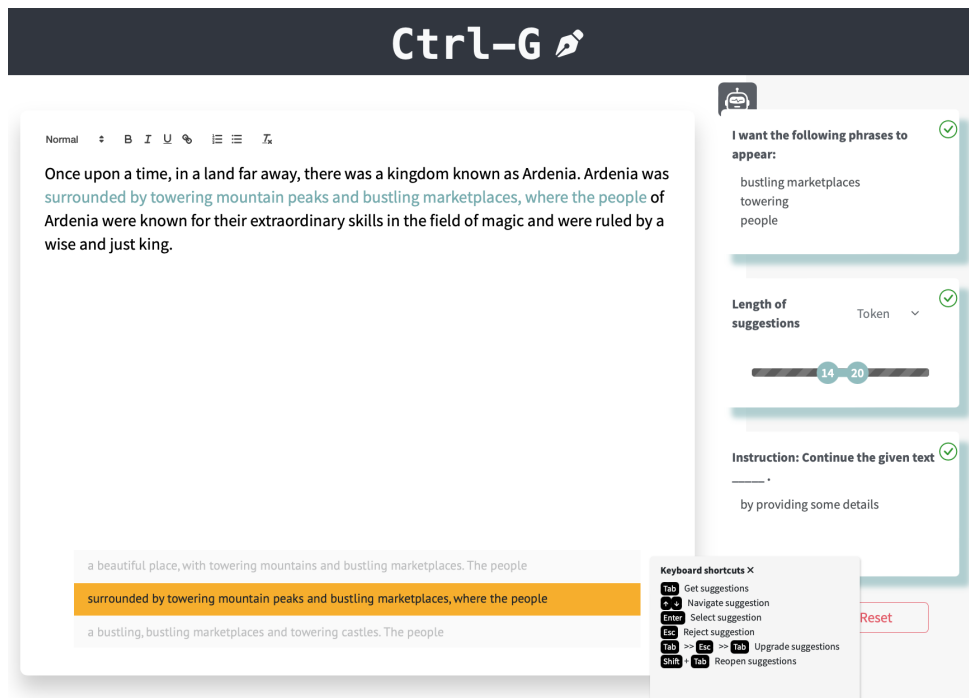 Ctrl-G
Normal B I U
Once upon a time, in a land far away, there was a kingdom known as Ardenia. Ardenia was
surrounded by towering mountain peaks and bustling marketplaces, where the people of
Ardenia were known for their extraordinary skills in the field of magic and were ruled by a
wise and just king.
a beautiful place, with towering mountains and bustling marketplaces. The people
surrounded by towering mountain peaks and bustling marketplaces, where the people
a bustling, bustling marketplaces and towering castles. The people
I want the following phrases to
appear:
bustling marketplaces
towering
people
Length of
suggestions
Token
14 20
Instruction: Continue the given text
_____ .
by providing some details
Reset
Keyboard shortcuts ✕
Tab Get suggestions
↑ ↓ Navigate suggestion
Enter Select suggestion
Esc Reject suggestion
Tab >> Esc >> Tab Upgrade suggestions
Shift + Tab Reopen suggestions